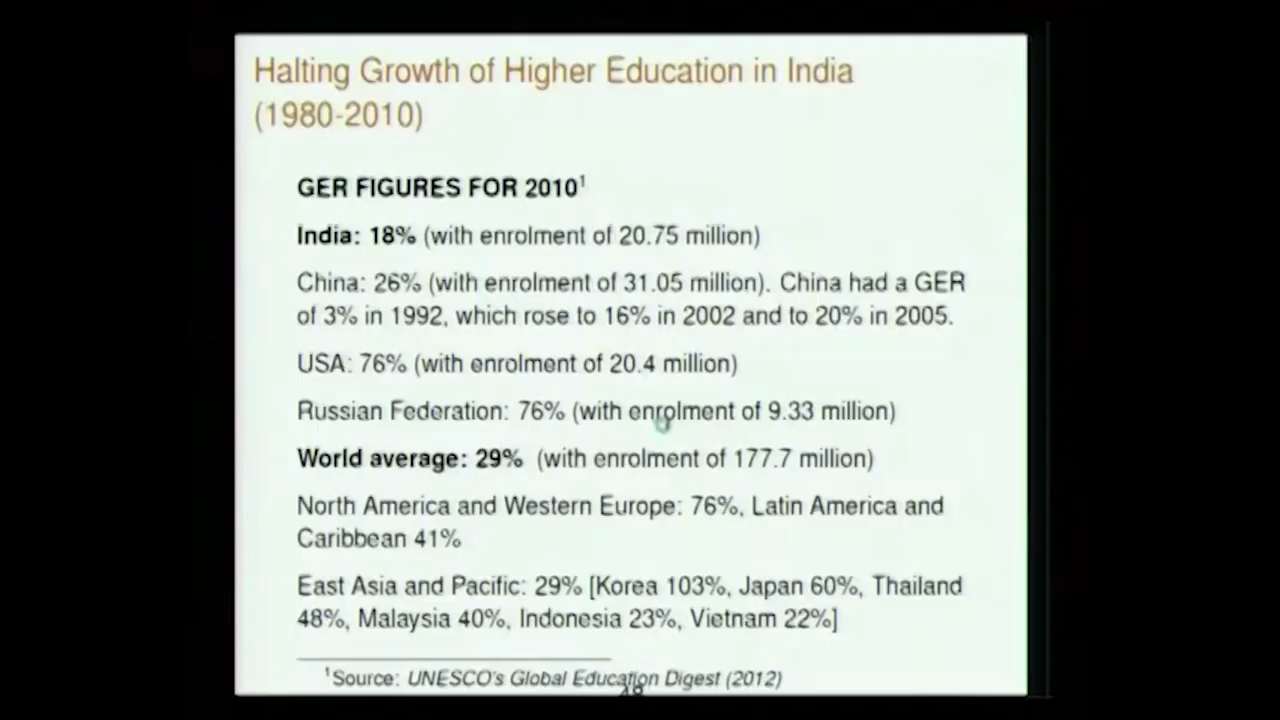 Halting Growth of Higher Education in India
(1980-2010)
GER FIGURES FOR 2010¹
India: 18% (with enrolment of 20.75 million)
China: 26% (with enrolment of 31.05 million). China had a GER
of 3% in 1992, which rose to 16% in 2002 and to 20% in 2005.
USA: 76% (with enrolment of 20.4 million)
Russian Federation: 76% (with enrolment of 9.33 million)
World average: 29% (with enrolment of 177.7 million)
North America and Western Europe: 76%, Latin America and
Caribbean 41%
East Asia and Pacific: 29% [Korea 103%, Japan 60%, Thailand
48%, Malaysia 40%, Indonesia 23%, Vietnam 22%]
¹Source: UNESCO's Global Education Digest (2012)